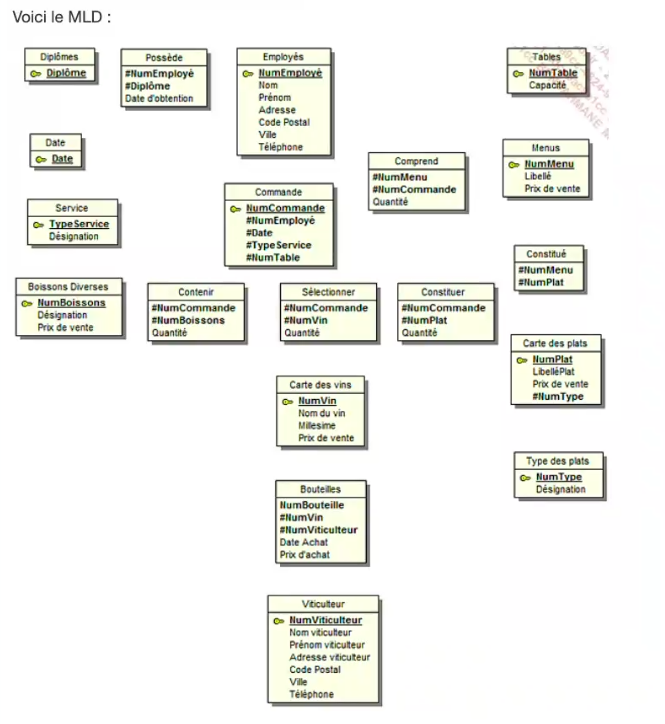 Voici le MLD :
Diplômes
Diplôme
Possède
#NumEmployé
#Diplôme
Date d'obtention
Employés
NumEmployé
Nom
Prénom
Adresse
Code Postal
Ville
Téléphone
Tables
NumTable
Capacité
Date
Date
Comprend
#NumMenu
#NumCommande
Quantité
Menus
NumMenu
Libellé
Prix de vente
Service
TypeService
Désignation
Commande
NumCommande
#NumEmployé
#Date
#TypeService
#NumTable
Constitué
#NumMenu
#NumPlat
Boissons Diverses
NumBoissons
Désignation
Prix de vente
Contenir
#NumCommande
#NumBoissons
Quantité
Sélectionner
#NumCommande
#NumVin
Quantité
Constituer
#NumCommande
#NumPlat
Quantité
Carte des plats
NumPlat
LibelléPlat
Prix de vente
#NumType
Carte des vins
NumVin
Nom du vin
Millesime
Prix de vente
Type des plats
NumType
Désignation
Bouteilles
NumBouteille
#NumVin
#NumViticulteur
Date Achat
Prix d'achat
Viticulteur
NumViticulteur
Nom viticulteur
Prénom viticulteur
Adresse viticulteur
Code Postal
Ville
Téléphone